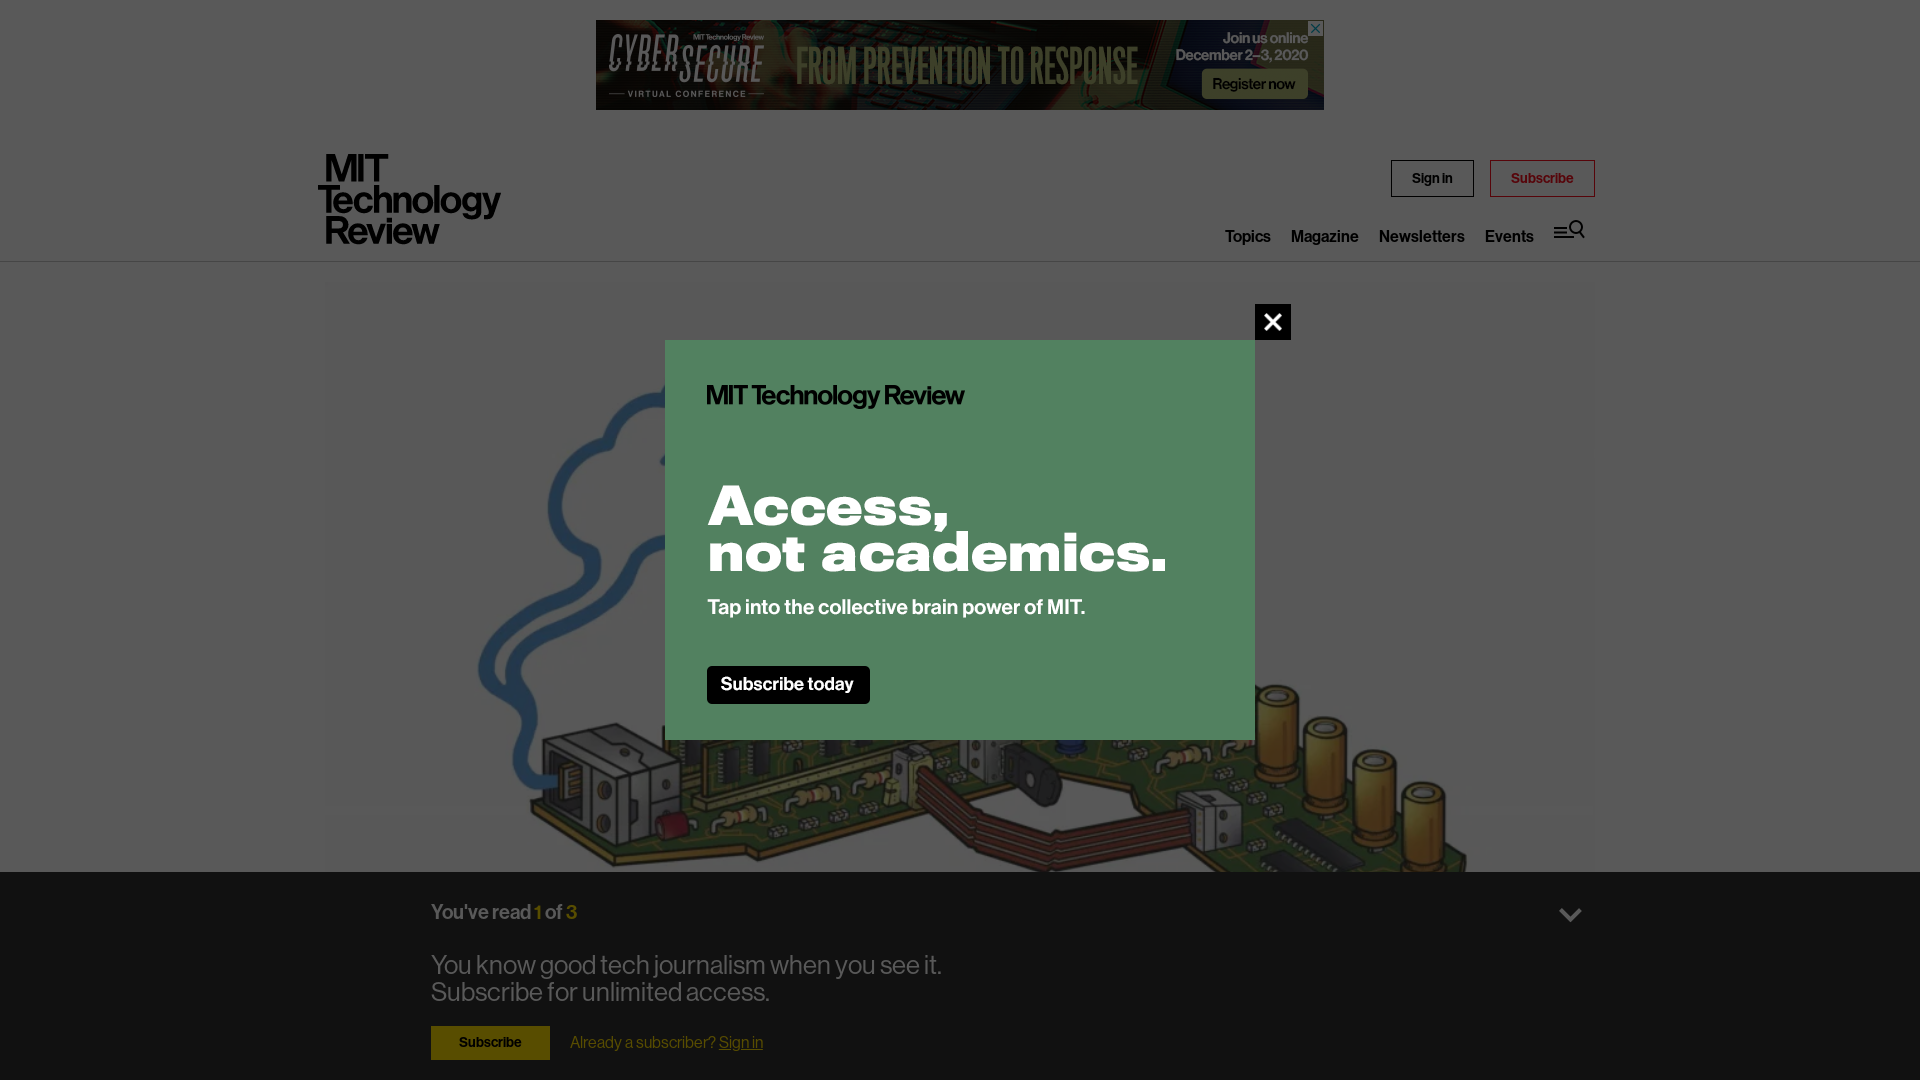 MIT Technology Review
CYBERSECURE
VIRTUAL CONFERENCE
FROM PREVENTION TO RESPONSE
Join us online
December 2–3, 2020
Register now
MIT
Technology
Review
Sign in
Subscribe
Topics Magazine Newsletters Events
MIT Technology Review
Access,
not academics.
Tap into the collective brain power of MIT.
Subscribe today
You've read 1 of 3
You know good tech journalism when you see it.
Subscribe for unlimited access.
Subscribe
Already a subscriber? Sign in